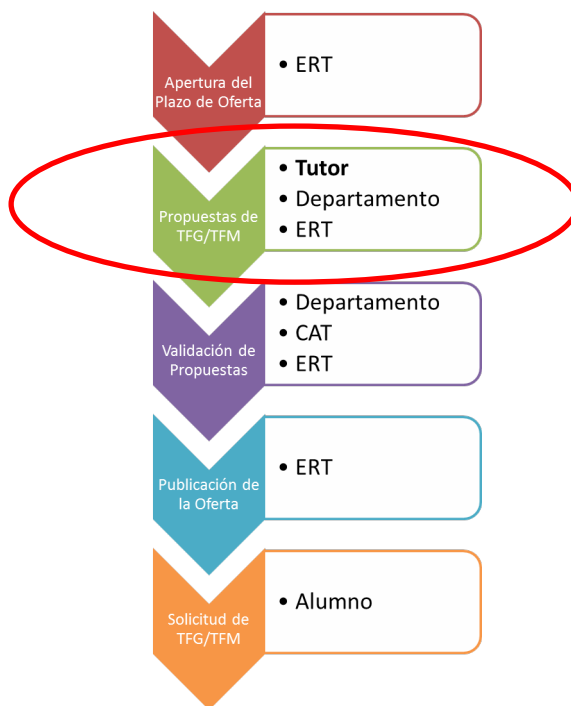 Apertura del
Plazo de Oferta
• ERT
Propuestas de
TFG/TFM
• Tutor
• Departamento
• ERT
Validación de
Propuestas
• Departamento
• CAT
• ERT
Publicación de
la Oferta
• ERT
Solicitud de
TFG/TFM
• Alumno